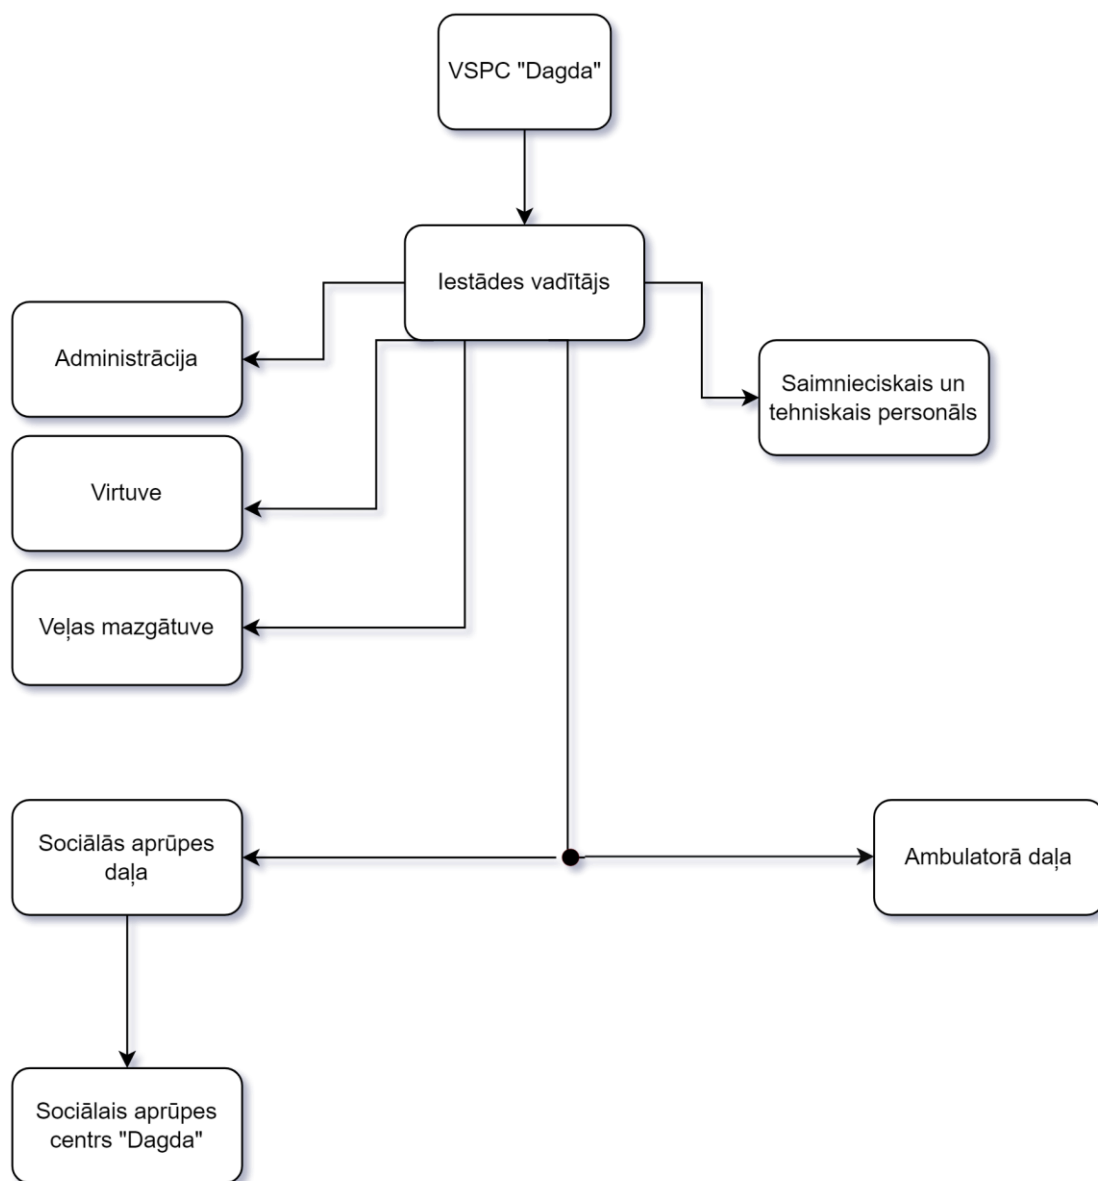 VSPC "Dagda"
Iestādes vadītājs
Administrācija
Saimnieciskais un
tehniskais personāls
Virtuve
Veļas mazgātuve
Sociālās aprūpes
daļa
Ambulatorā daļa
Sociālais aprūpes
centrs "Dagda"